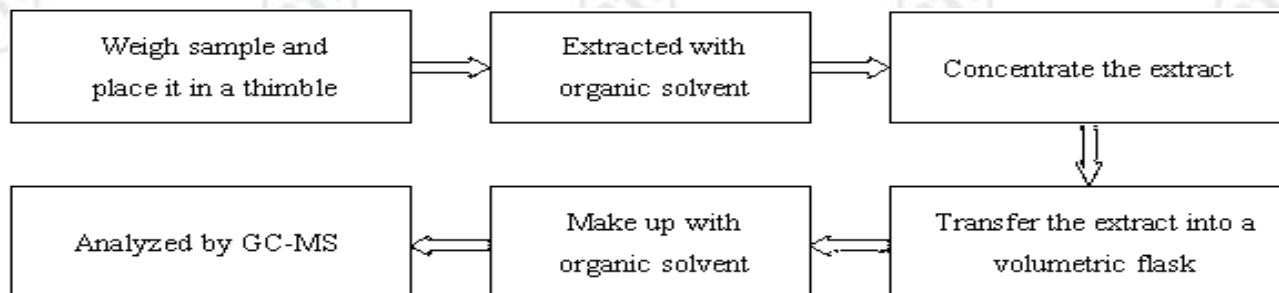 Weigh sample and
place it in a thimble
Extracted with
organic solvent
Concentrate the extract
Transfer the extract into a
volumetric flask
Make up with
organic solvent
Analyzed by GC-MS